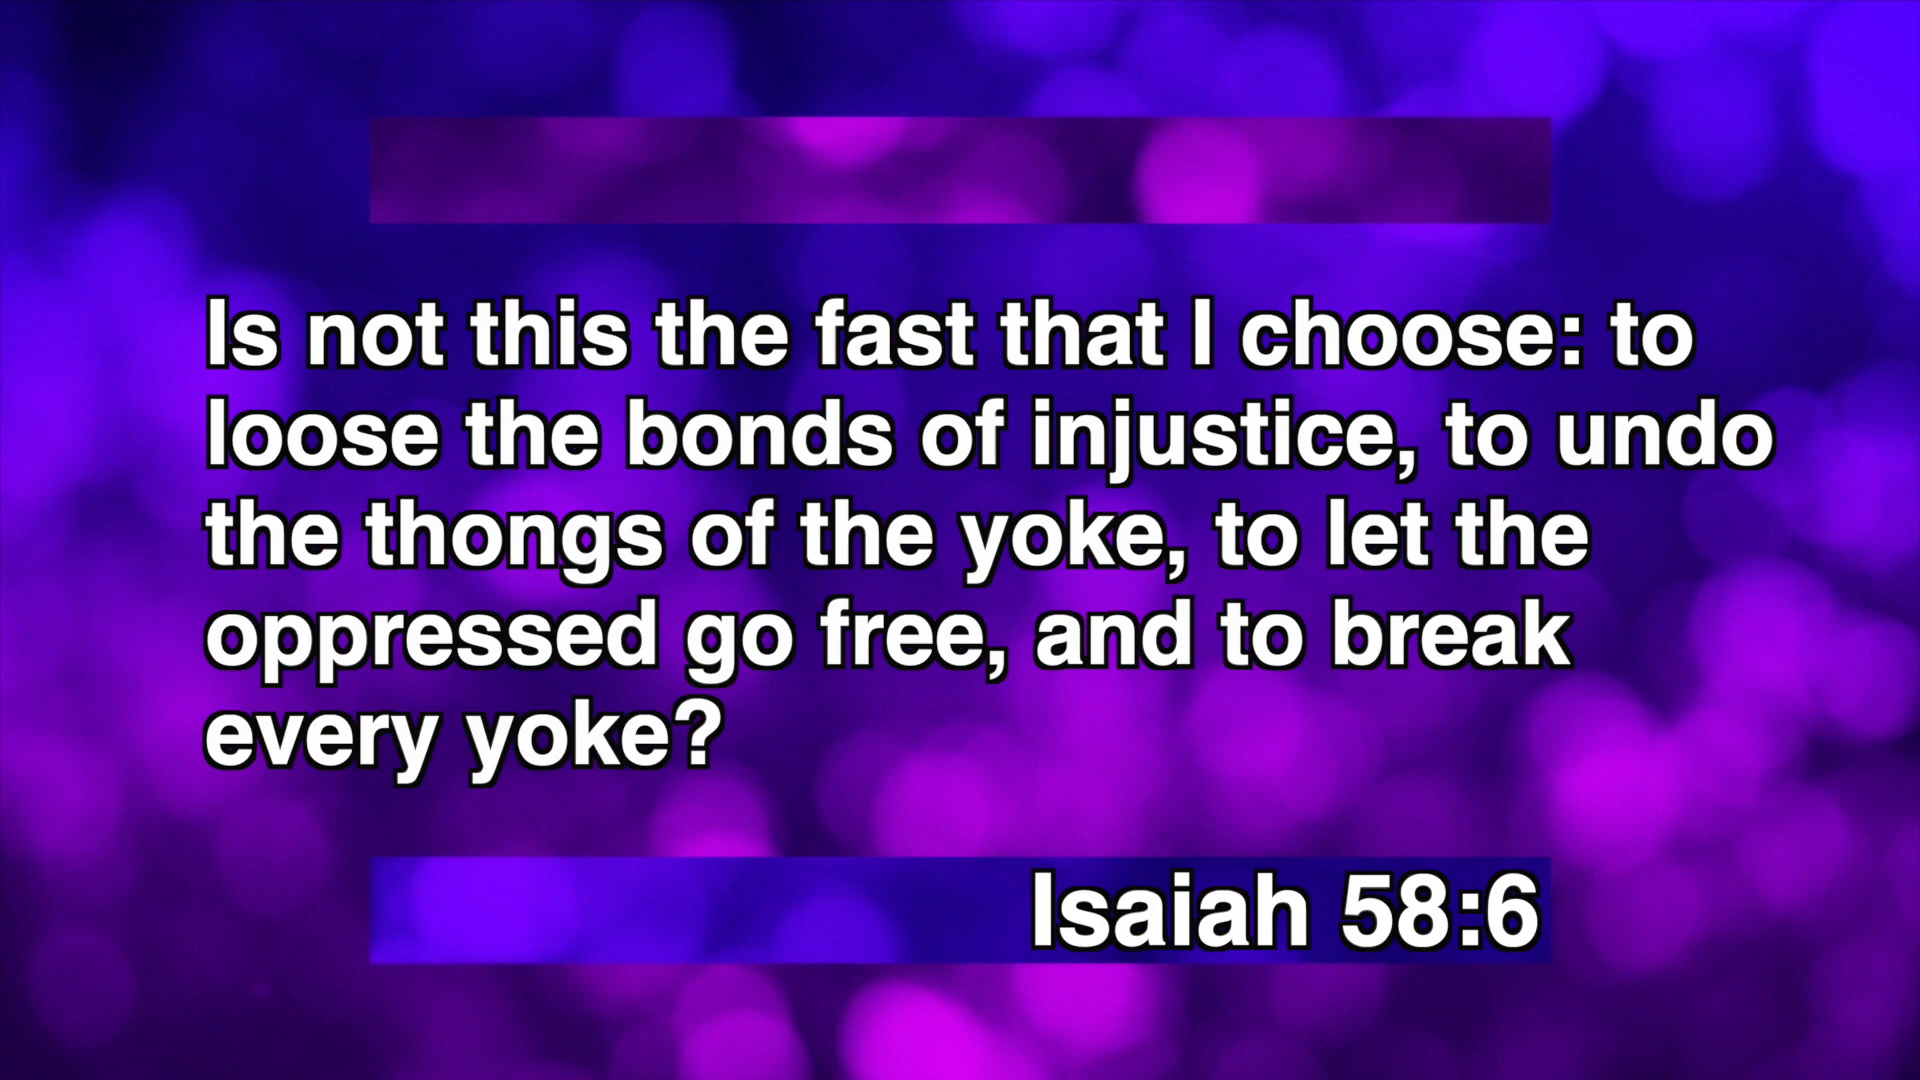 Is not this the fast that I choose: to
loose the bonds of injustice, to undo
the thongs of the yoke, to let the
oppressed go free, and to break
every yoke?
Isaiah 58:6